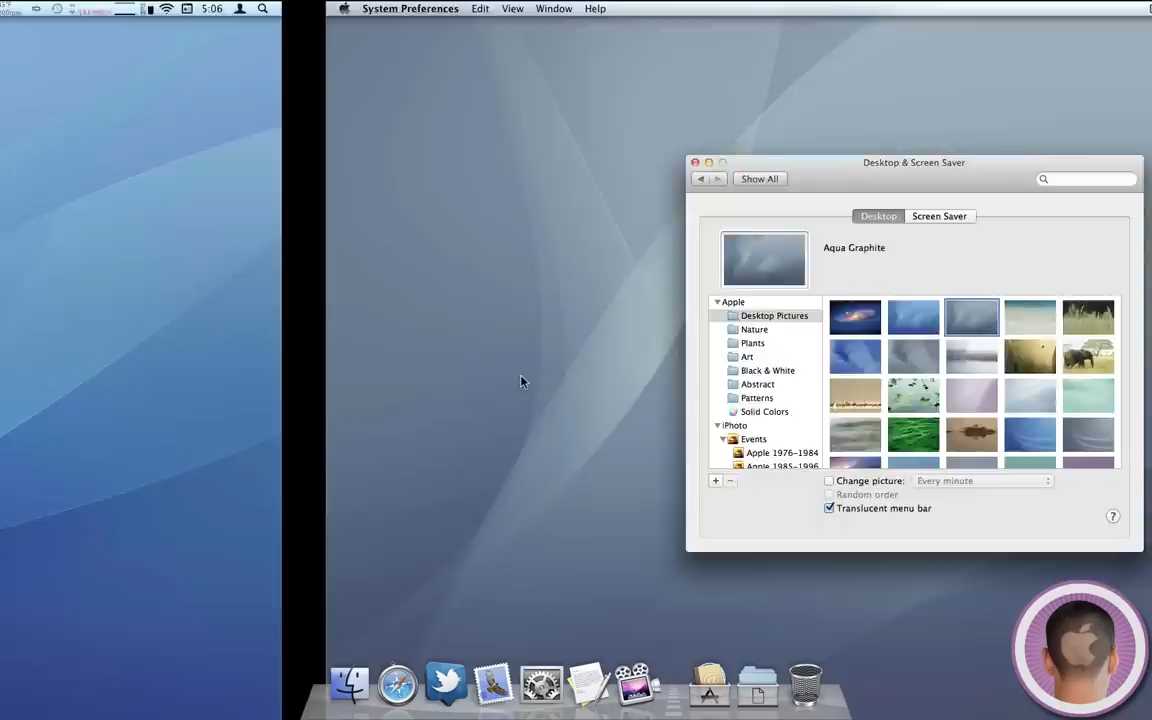 5:06
System Preferences Edit View Window Help
Desktop & Screen Saver
Show All
Desktop Screen Saver
Aqua Graphite
Apple
Desktop Pictures
Nature
Plants
Art
Black & White
Abstract
Patterns
Solid Colors
iPhoto
Events
Apple 1976-1984
Apple 1985-1996
Change picture: Every minute
Random order
Translucent menu bar
?